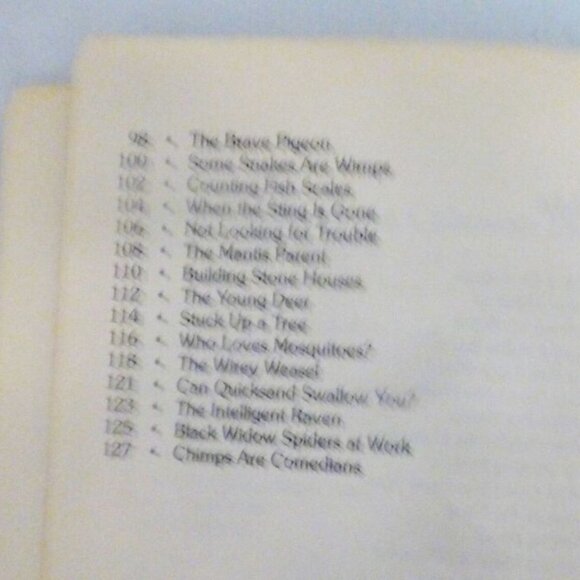 98 The Brave Pigeon
100 Some Snakes Are Wimps
102 Counting Fish Scales
104 When the Sting Is Gone
106 Not Looking for Trouble
108 The Mantis Parent
110 Building Stone Houses
112 The Young Deer
114 Stuck Up a Tree
116 Who Loves Mosquitoes?
118 The Wirey Weasel
121 Can Quicksand Swallow You?
123 The Intelligent Raven
125 Black Widow Spiders at Work
127 Chimps Are Comedians